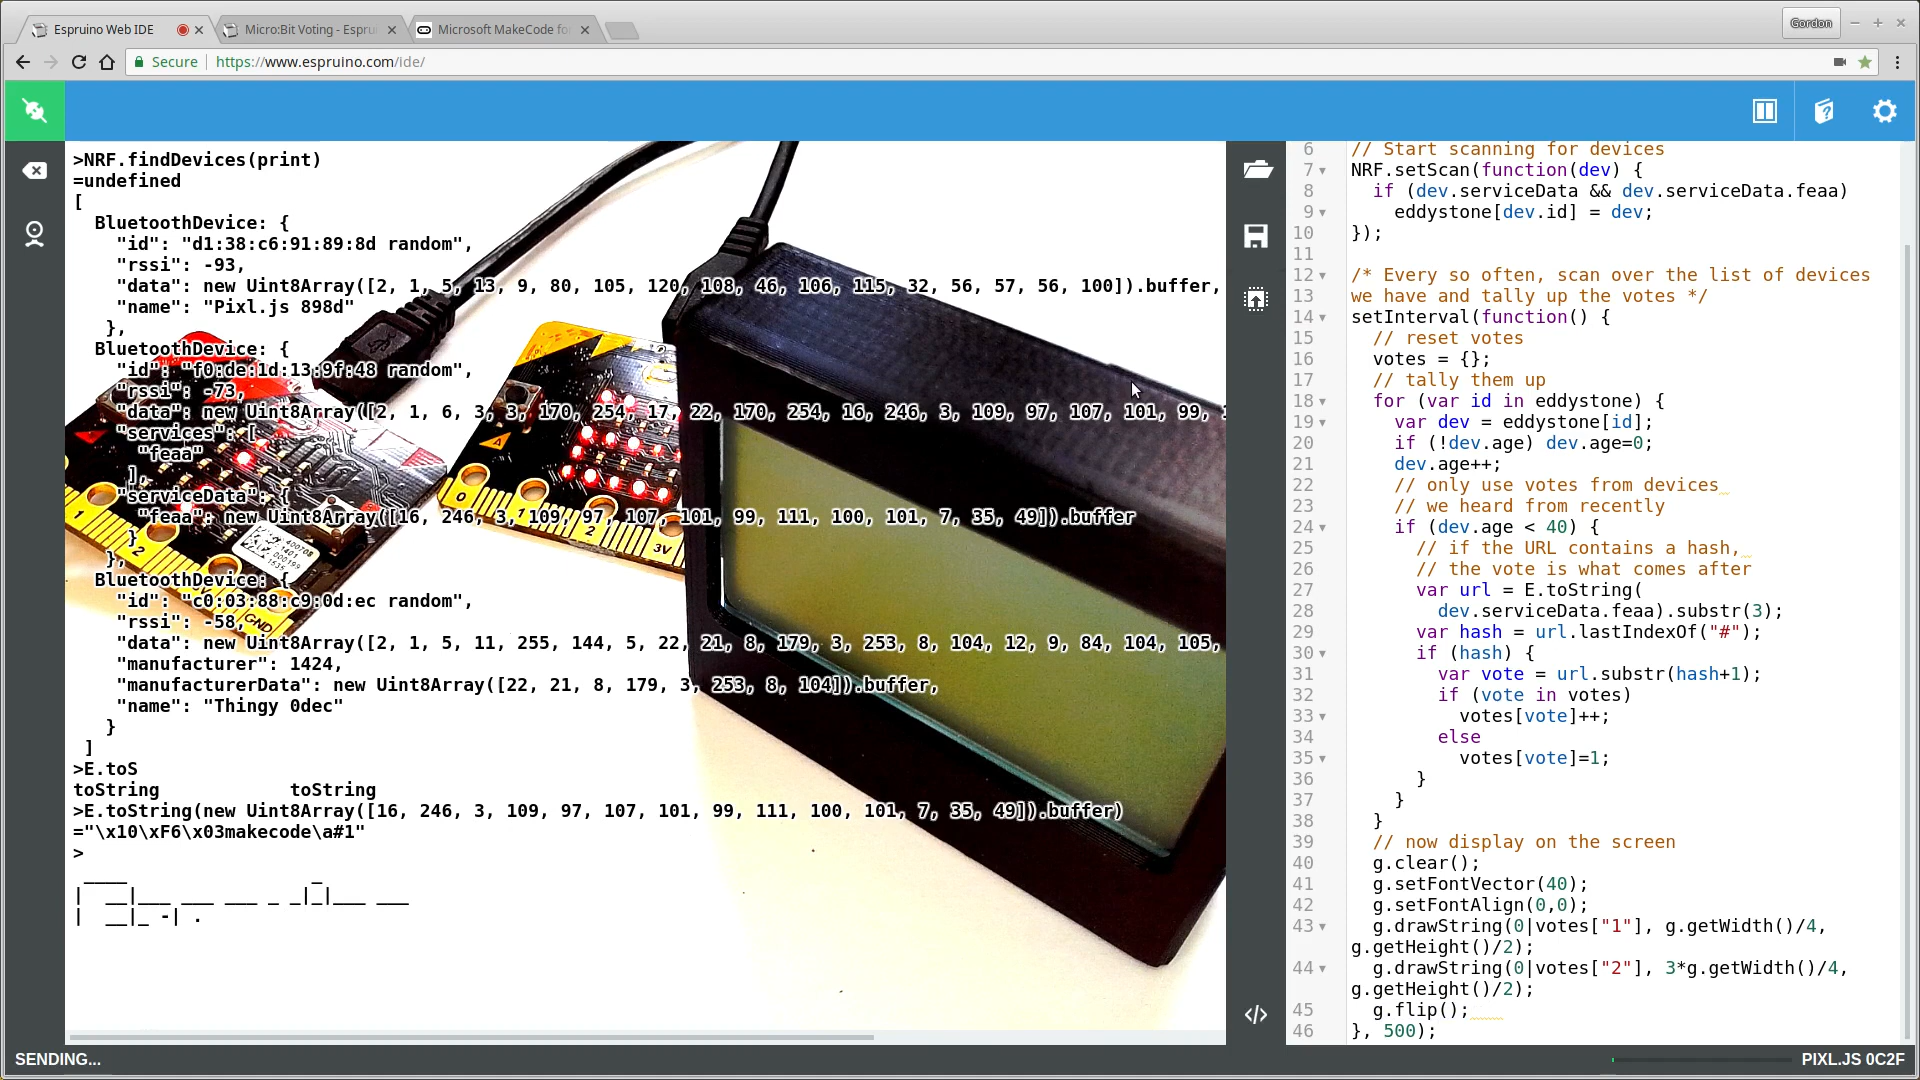 Espruino Web IDE
Micro:Bit Voting - Esprui
Microsoft MakeCode fo
Gordon
Secure
https://www.espruino.com/ide/
>NRF.findDevices(print)
=undefined
[
BluetoothDevice: {
"id": "d1:38:c6:91:89:8d random",
"rssi": -93,
"data": new Uint8Array([2, 1, 5, 13, 9, 80, 105, 120, 108, 46, 106, 115, 32, 56, 57, 56, 100]).buffer,
"name": "Pixl.js 898d"
},
BluetoothDevice: {
"id": "f0:de:1d:13:9f:48 random",
"rssi": -73,
"data": new Uint8Array([2, 1, 6, 3, 3, 170, 254, 17, 22, 170, 254, 16, 246, 3, 109, 97, 107, 101, 99,
"services": [
"feaa"
],
"serviceData": {
"feaa": new Uint8Array([16, 246, 3, 109, 97, 107, 101, 99, 111, 100, 101, 7, 35, 49]).buffer
}
},
BluetoothDevice: {
"id": "c0:03:88:c9:0d:ec random",
"rssi": -58,
"data": new Uint8Array([2, 1, 5, 11, 255, 144, 5, 22, 21, 8, 179, 3, 253, 8, 104, 12, 9, 84, 104, 105,
"manufacturer": 1424,
"manufacturerData": new Uint8Array([22, 21, 8, 179, 3, 253, 8, 104]).buffer,
"name": "Thingy 0dec"
}
]
>E.toS
toString toString
>E.toString(new Uint8Array([16, 246, 3, 109, 97, 107, 101, 99, 111, 100, 101, 7, 35, 49]).buffer)
="\x10\xF6\x03makecode\a#1"
>
 ____                 _
|  __|___ ___ ___ _ _|_|___ ___
|  __|_ -| .
0
1
2
3V
A
1
2
GND
6 // Start scanning for devices
7 NRF.setScan(function(dev) {
8 if (dev.serviceData && dev.serviceData.feaa)
9 eddystone[dev.id] = dev;
10 });
11
12 /* Every so often, scan over the list of devices
13 we have and tally up the votes */
14 setInterval(function() {
15 // reset votes
16 votes = {};
17 // tally them up
18 for (var id in eddystone) {
19 var dev = eddystone[id];
20 if (!dev.age) dev.age=0;
21 dev.age++;
22 // only use votes from devices
23 // we heard from recently
24 if (dev.age < 40) {
25 // if the URL contains a hash,
26 // the vote is what comes after
27 var url = E.toString(
28 dev.serviceData.feaa).substr(3);
29 var hash = url.lastIndexOf("#");
30 if (hash) {
31 var vote = url.substr(hash+1);
32 if (vote in votes)
33 votes[vote]++;
34 else
35 votes[vote]=1;
36 }
37 }
38 }
39 // now display on the screen
40 g.clear();
41 g.setFontVector(40);
42 g.setFontAlign(0,0);
43 g.drawString(0|votes["1"], g.getWidth()/4,
g.getHeight()/2);
44 g.drawString(0|votes["2"], 3*g.getWidth()/4,
g.getHeight()/2);
45 g.flip();
46 }, 500);
SENDING...
PIXL.JS 0C2F